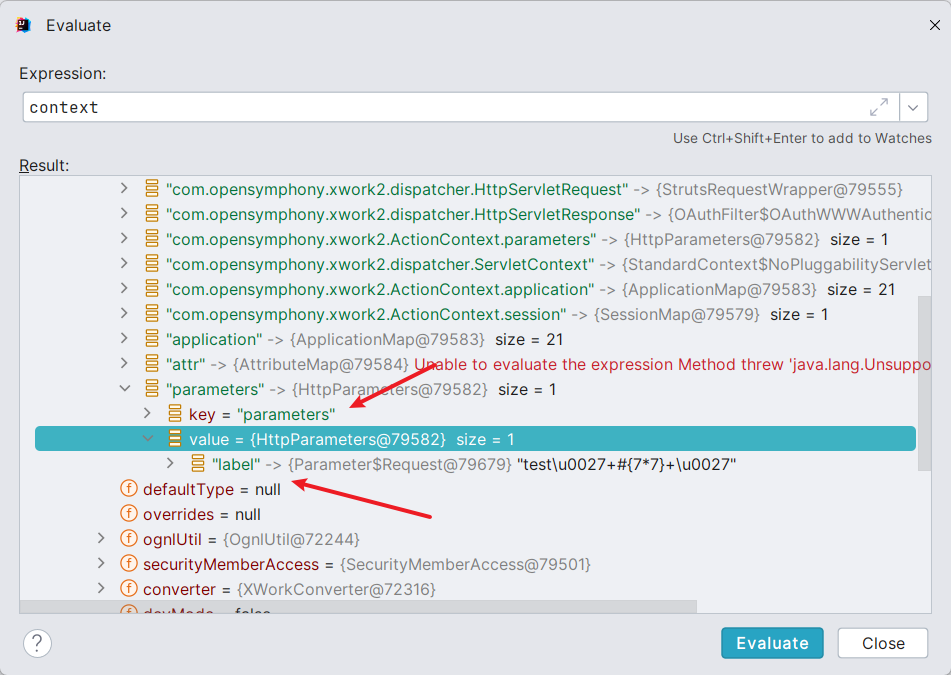 Evaluate
Expression:
context
Use Ctrl+Shift+Enter to add to Watches
Result:
"com.opensymphony.xwork2.dispatcher.HttpServletRequest" -> {StrutsRequestWrapper@79555}
"com.opensymphony.xwork2.dispatcher.HttpServletResponse" -> {OAuthFilter$OAuthWWWAuthentic
"com.opensymphony.xwork2.ActionContext.parameters" -> {HttpParameters@79582} size = 1
"com.opensymphony.xwork2.dispatcher.ServletContext" -> {StandardContext$NoPluggabilityServlet
"com.opensymphony.xwork2.ActionContext.application" -> {ApplicationMap@79583} size = 21
"com.opensymphony.xwork2.ActionContext.session" -> {SessionMap@79579} size = 1
"application" -> {ApplicationMap@79583} size = 21
"attr" -> {AttributeMap@79584} Unable to evaluate the expression Method threw 'java.lang.Unsuppo
"parameters" -> {HttpParameters@79582} size = 1
key = "parameters"
value = {HttpParameters@79582} size = 1
"label" -> {Parameter$Request@79679} "test\u0027+#{7*7}+\u0027"
defaultType = null
overrides = null
ognlUtil = {OgnlUtil@72244}
securityMemberAccess = {SecurityMemberAccess@79501}
converter = {XWorkConverter@72316}
devMode = false
?
Evaluate
Close